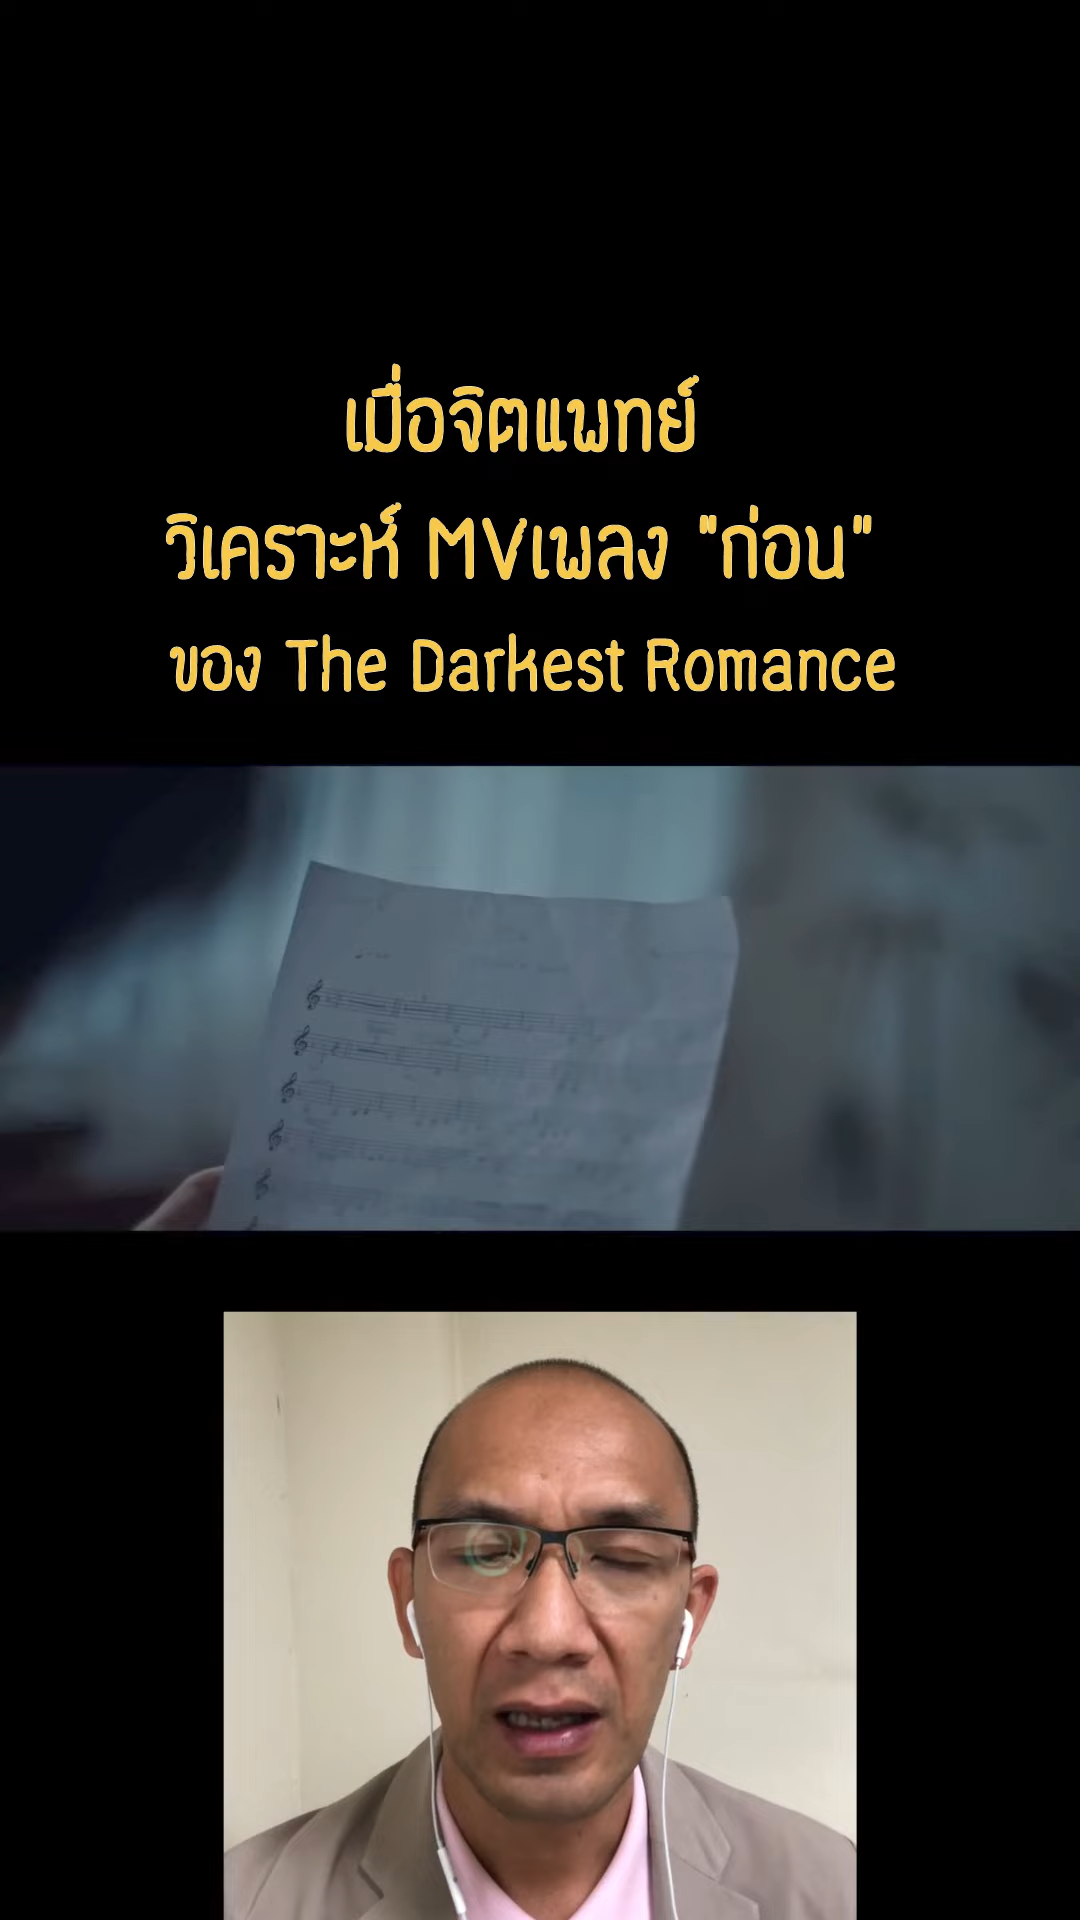 เมื่อจิตแพทย์
วิเคราะห์ MVเพลง "ก่อน"
ของ The Darkest Romance